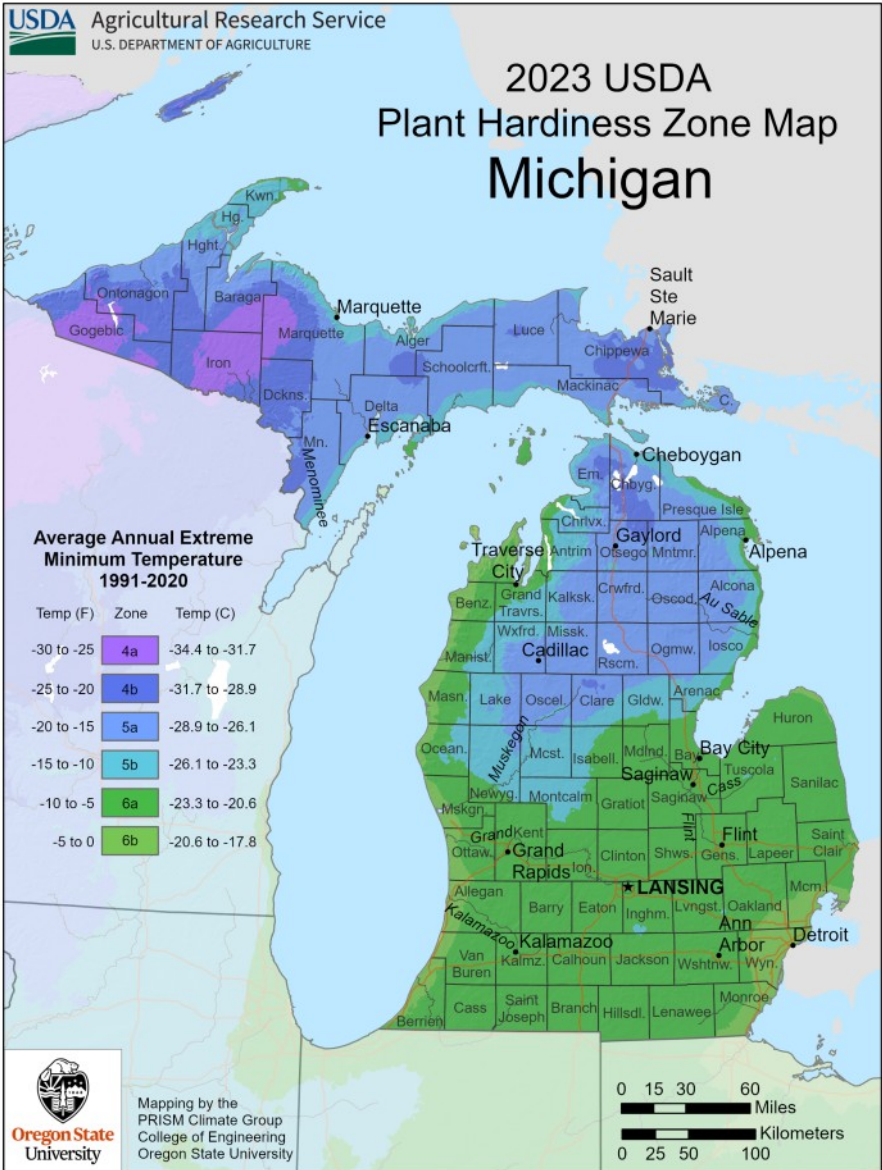 USDA
Agricultural Research Service
U.S. DEPARTMENT OF AGRICULTURE
2023 USDA
Plant Hardiness Zone Map
Michigan
Kwn.
Hg.
Hght.
Ontonagon
Baraga
Gogebic
Iron
Marquette
Marquette
Alger
Luce
Sault
Ste
Marie
Chippewa
Schoolcrft.
Mackinac
C.
Dckns.
Delta
Escanaba
Mn.
Menominee
Cheboygan
Em.
Chbyg.
Presque Isle
Chrlvx.
Gaylord
Alpena
Alpena
Traverse
City
Antrim
Otsego
Mntmr.
Benz.
Grand
Travrs.
Kalksk.
Crwfrd.
Oscod.
Alcona
Au Sable
Wxfrd.
Missk.
Manist.
Cadillac
Rscm.
Ogmw.
Iosco
Masn.
Lake
Oscel.
Clare
Gldw.
Arenac
Huron
Ocean.
Muskegon
Mcst.
Isabell.
Mdlnd.
Bay
Bay City
Tuscola
Sanilac
Newyg.
Montcalm
Gratiot
Saginaw
Saginaw
Cass
Mskgn.
Grand
Kent
Flint
Flint
Ottaw.
Grand
Rapids
Ion.
Clinton
Shws.
Gens.
Lapeer
Saint
Clair
LANSING
Allegan
Barry
Eaton
Inghm.
Lvngst.
Oakland
Mcm.
Kalamazoo
Kalamazoo
Ann
Arbor
Detroit
Van
Buren
Kalmz.
Calhoun
Jackson
Wshtnw.
Wyn.
Berrien
Cass
Saint
Joseph
Branch
Hillsdl.
Lenawee
Monroe
Average Annual Extreme
Minimum Temperature
1991-2020
Temp (F) Zone Temp (C)
-30 to -25 4a -34.4 to -31.7
-25 to -20 4b -31.7 to -28.9
-20 to -15 5a -28.9 to -26.1
-15 to -10 5b -26.1 to -23.3
-10 to -5 6a -23.3 to -20.6
-5 to 0 6b -20.6 to -17.8
Oregon State
University
Mapping by the
PRISM Climate Group
College of Engineering
Oregon State University
0 15 30 60
Miles
Kilometers
0 25 50 100